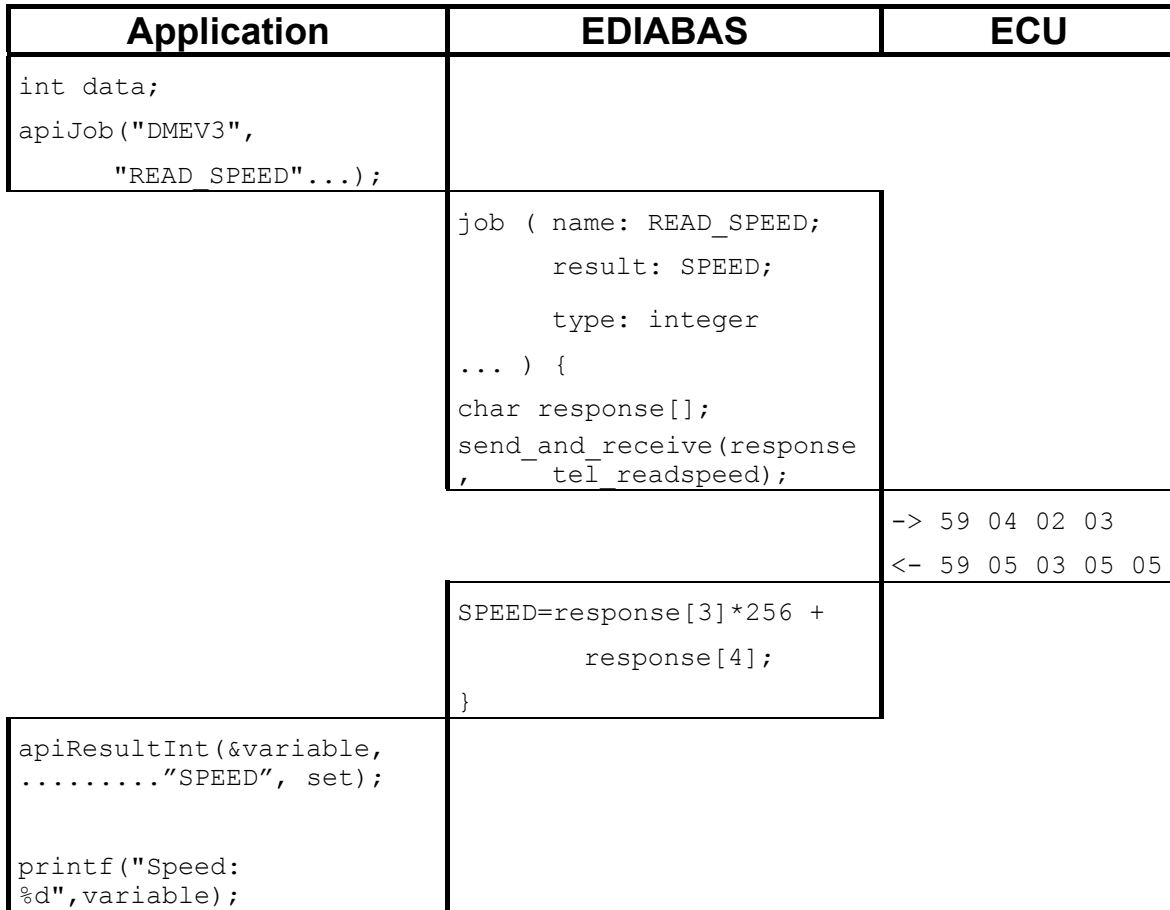 Application EDIABAS ECU
int data;
apiJob("DMEV3",
"READ_SPEED"...);
job ( name: READ_SPEED;
result: SPEED;
type: integer
... ) {
char response[];
send_and_receive(response
, tel_readspeed);
-> 59 04 02 03
<- 59 05 03 05 05
SPEED=response[3]*256 +
response[4];
}
apiResultInt(&variable,
.........”SPEED”, set);
printf("Speed:
%d",variable);